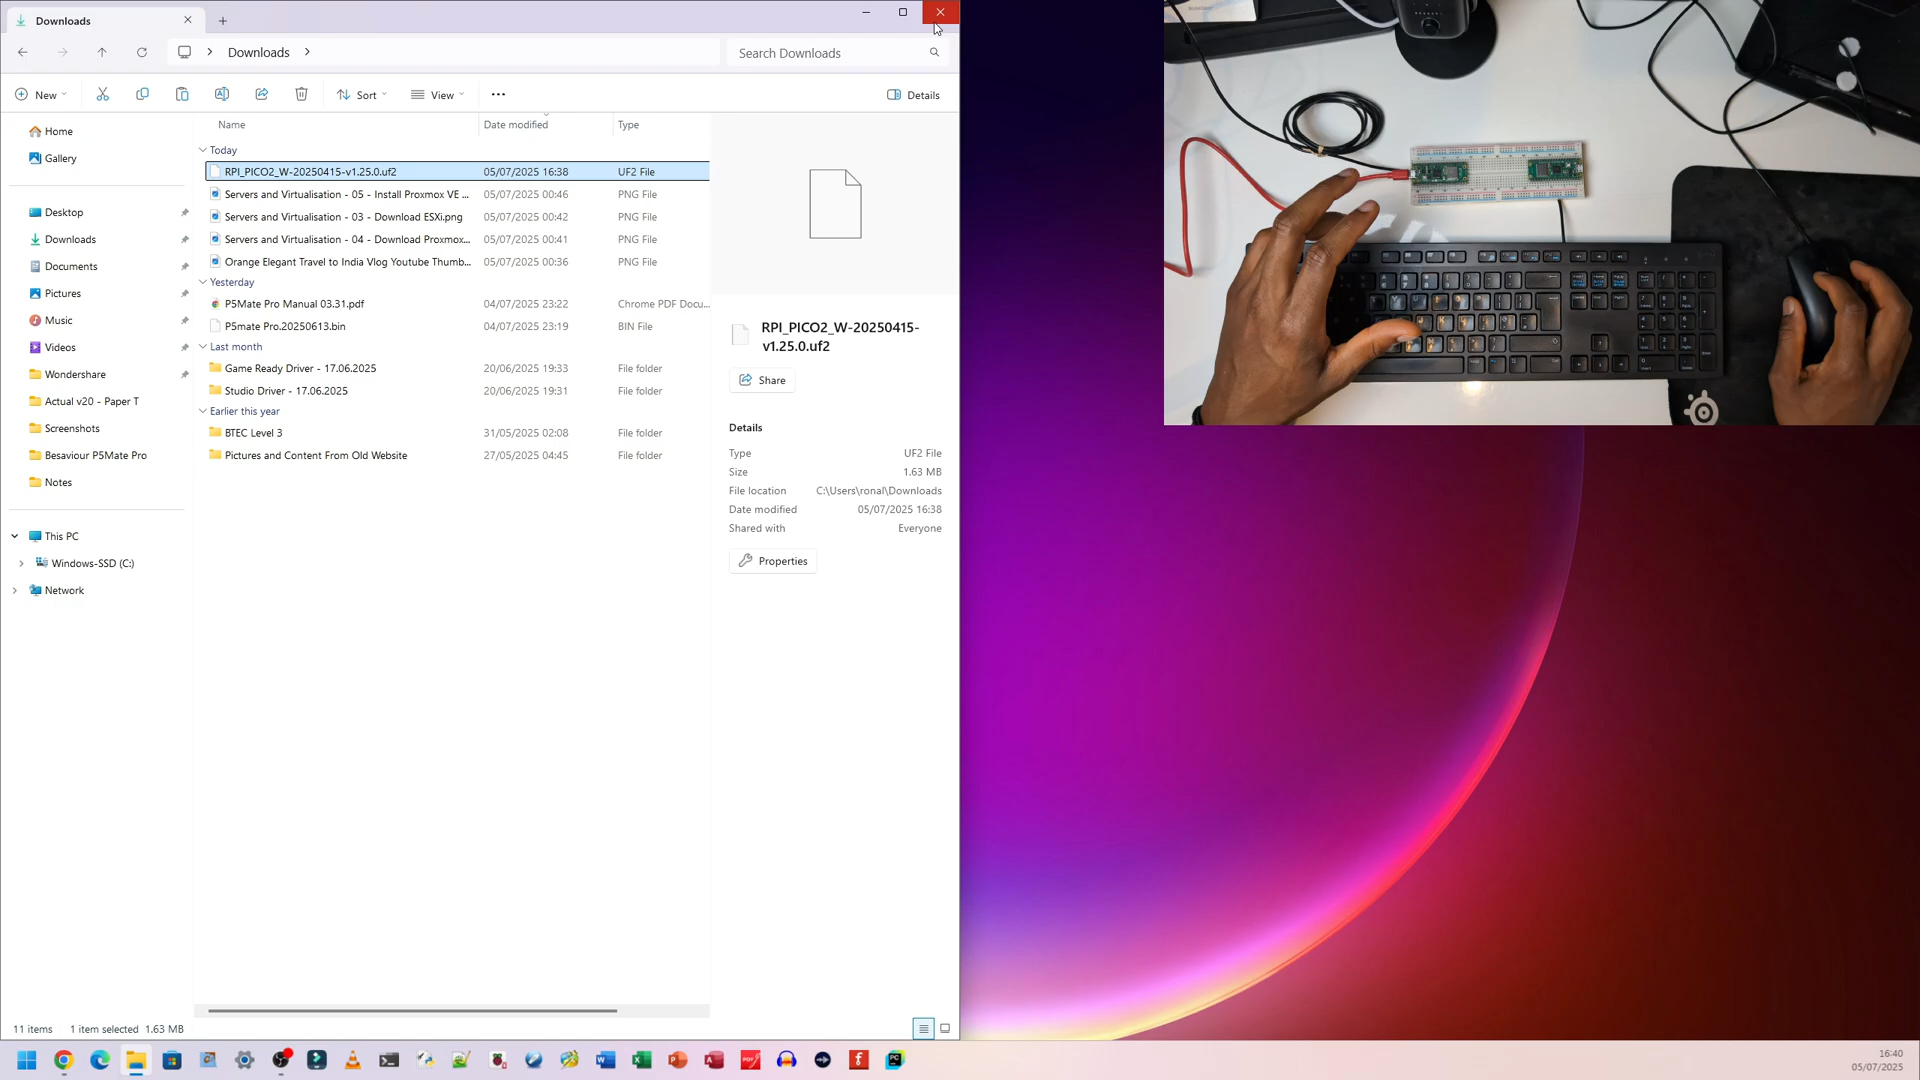 Downloads
Downloads
Search Downloads
New
Sort
View
Details
Name
Date modified
Type
Home
Gallery
Desktop
Downloads
Documents
Pictures
Music
Videos
Wondershare
Actual v20 - Paper T
Screenshots
Besaviour P5Mate Pro
Notes
This PC
Windows-SSD (C:)
Network
Today
RPI_PICO2_W-20250415-v1.25.0.uf2 05/07/2025 16:38 UF2 File
Servers and Virtualisation - 05 - Install Proxmox VE ... 05/07/2025 00:46 PNG File
Servers and Virtualisation - 03 - Download ESXi.png 05/07/2025 00:42 PNG File
Servers and Virtualisation - 04 - Download Proxmox... 05/07/2025 00:41 PNG File
Orange Elegant Travel to India Vlog Youtube Thumb... 05/07/2025 00:36 PNG File
Yesterday
P5Mate Pro Manual 03.31.pdf 04/07/2025 23:22 Chrome PDF Docu...
P5mate Pro.20250613.bin 04/07/2025 23:19 BIN File
Last month
Game Ready Driver - 17.06.2025 20/06/2025 19:33 File folder
Studio Driver - 17.06.2025 20/06/2025 19:31 File folder
Earlier this year
BTEC Level 3 31/05/2025 02:08 File folder
Pictures and Content From Old Website 27/05/2025 04:45 File folder
RPI_PICO2_W-20250415-
v1.25.0.uf2
Share
Details
Type UF2 File
Size 1.63 MB
File location C:\Users\ronal\Downloads
Date modified 05/07/2025 16:38
Shared with Everyone
Properties
11 items 1 item selected 1.63 MB
16:40
05/07/2025